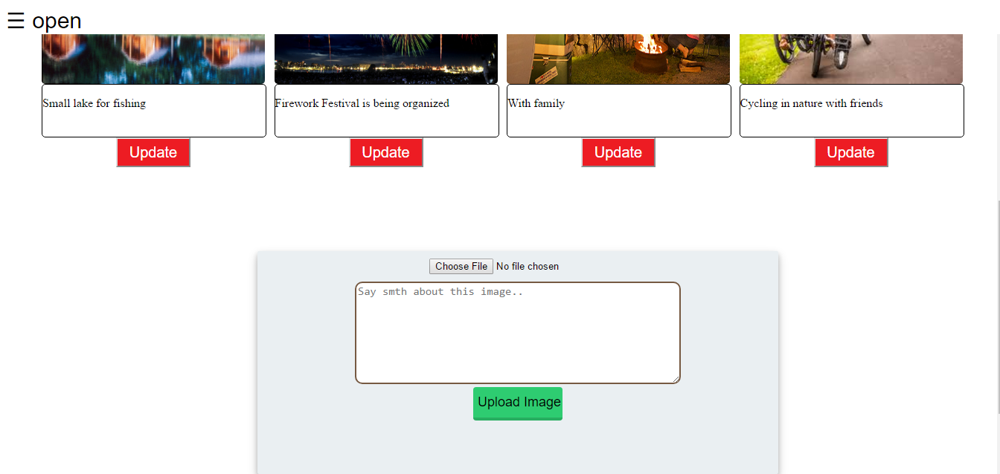 ☰ open
Small lake for fishing
Firework Festival is being organized
With family
Cycling in nature with friends
Update
Update
Update
Update
Choose File No file chosen
Say smth about this image..
Upload Image